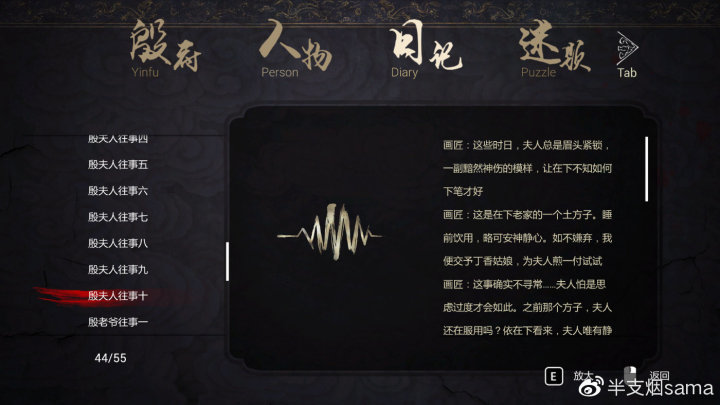 殷府
人物
日记
迷踪
Yinfu
Person
Diary
Puzzle
Tab
殷夫人往事四
殷夫人往事五
殷夫人往事六
殷夫人往事七
殷夫人往事八
殷夫人往事九
殷夫人往事十
殷老爷往事一
44/55
画匠：这些时日，夫人总是眉头紧锁，
一副黯然神伤的模样，让在下不知如何
下笔才好
画匠：这是在下老家的一个土方子。睡
前饮用，略可安神静心。如不嫌弃，我
便交予丁香姑娘，为夫人煎一付试试
画匠：这事确实不寻常……夫人怕是思
虑过度才会如此。之前那个方子，夫人
还在服用吗？依在下看来，夫人唯有静
E
放大
返回
半支烟sama